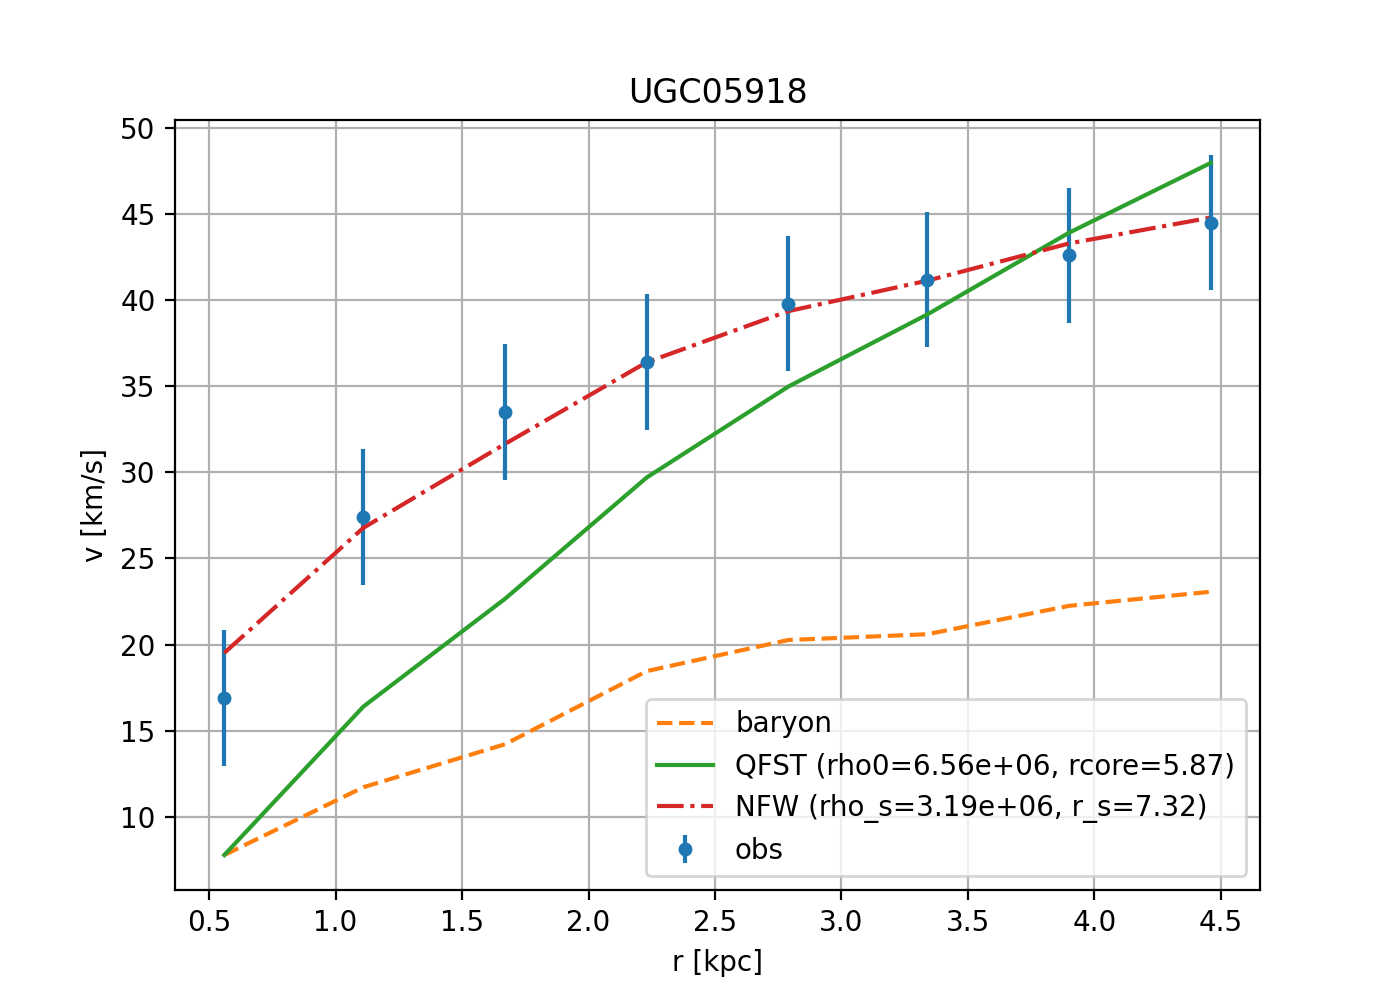 UGC05918
50
45
40
35
30
25
20
15
10
v [km/s]
baryon
QFST (rho0=6.56e+06, rcore=5.87)
NFW (rho_s=3.19e+06, r_s=7.32)
obs
0.5 1.0 1.5 2.0 2.5 3.0 3.5 4.0 4.5
r [kpc]